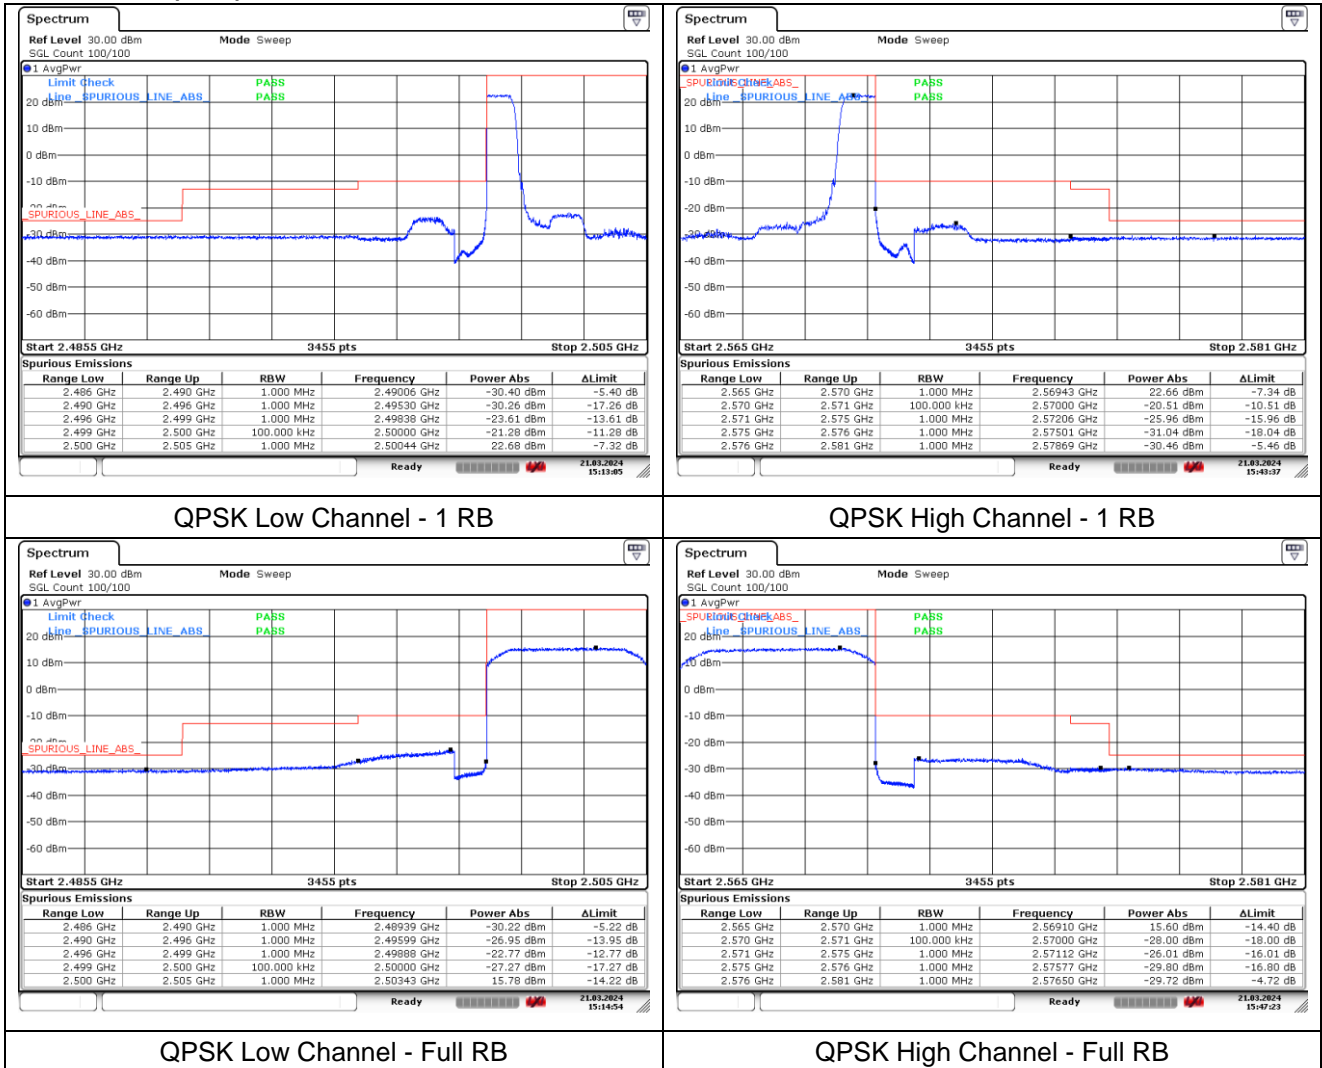 Spectrum
Ref Level 30.00 dBm Mode Sweep
SGL Count 100/100
1 AvgPwr
Limit Check PASS
Line _SPURIOUS_LINE_ABS_ PASS
20 dBm
10 dBm
0 dBm
-10 dBm
-20 dBm
_SPURIOUS_LINE_ABS_
-30 dBm
-40 dBm
-50 dBm
-60 dBm
Start 2.4855 GHz 3455 pts Stop 2.505 GHz
Spurious Emissions
Range Low Range Up RBW Frequency Power Abs ΔLimit
2.486 GHz 2.490 GHz 1.000 MHz 2.49006 GHz -30.40 dBm -5.40 dB
2.490 GHz 2.496 GHz 1.000 MHz 2.49530 GHz -30.26 dBm -17.26 dB
2.496 GHz 2.499 GHz 1.000 MHz 2.49838 GHz -23.61 dBm -13.61 dB
2.499 GHz 2.500 GHz 100.000 kHz 2.50000 GHz -21.28 dBm -11.28 dB
2.500 GHz 2.505 GHz 1.000 MHz 2.50044 GHz 22.68 dBm -7.32 dB
Ready 21.03.2024
15:13:05
QPSK Low Channel - 1 RB
Spectrum
Ref Level 30.00 dBm Mode Sweep
SGL Count 100/100
1 AvgPwr
_SPURIOUS_LINE_ABS_
Limit Check PASS
Line _SPURIOUS_LINE_ABS_ PASS
20 dBm
10 dBm
0 dBm
-10 dBm
-20 dBm
-30 dBm
-40 dBm
-50 dBm
-60 dBm
Start 2.565 GHz 3455 pts Stop 2.581 GHz
Spurious Emissions
Range Low Range Up RBW Frequency Power Abs ΔLimit
2.565 GHz 2.570 GHz 1.000 MHz 2.56943 GHz 22.66 dBm -7.34 dB
2.570 GHz 2.571 GHz 100.000 kHz 2.57000 GHz -20.51 dBm -10.51 dB
2.571 GHz 2.575 GHz 1.000 MHz 2.57206 GHz -25.96 dBm -15.96 dB
2.575 GHz 2.576 GHz 1.000 MHz 2.57501 GHz -31.04 dBm -18.04 dB
2.576 GHz 2.581 GHz 1.000 MHz 2.57869 GHz -30.46 dBm -5.46 dB
Ready 21.03.2024
15:43:37
QPSK High Channel - 1 RB
Spectrum
Ref Level 30.00 dBm Mode Sweep
SGL Count 100/100
1 AvgPwr
Limit Check PASS
Line _SPURIOUS_LINE_ABS_ PASS
20 dBm
10 dBm
0 dBm
-10 dBm
-20 dBm
_SPURIOUS_LINE_ABS_
-30 dBm
-40 dBm
-50 dBm
-60 dBm
Start 2.4855 GHz 3455 pts Stop 2.505 GHz
Spurious Emissions
Range Low Range Up RBW Frequency Power Abs ΔLimit
2.486 GHz 2.490 GHz 1.000 MHz 2.48939 GHz -30.22 dBm -5.22 dB
2.490 GHz 2.496 GHz 1.000 MHz 2.49599 GHz -26.95 dBm -13.95 dB
2.496 GHz 2.499 GHz 1.000 MHz 2.49888 GHz -22.77 dBm -12.77 dB
2.499 GHz 2.500 GHz 100.000 kHz 2.50000 GHz -27.27 dBm -17.27 dB
2.500 GHz 2.505 GHz 1.000 MHz 2.50343 GHz 15.78 dBm -14.22 dB
Ready 21.03.2024
15:14:54
QPSK Low Channel - Full RB
Spectrum
Ref Level 30.00 dBm Mode Sweep
SGL Count 100/100
1 AvgPwr
_SPURIOUS_LINE_ABS_
Limit Check PASS
Line _SPURIOUS_LINE_ABS_ PASS
20 dBm
10 dBm
0 dBm
-10 dBm
-20 dBm
-30 dBm
-40 dBm
-50 dBm
-60 dBm
Start 2.565 GHz 3455 pts Stop 2.581 GHz
Spurious Emissions
Range Low Range Up RBW Frequency Power Abs ΔLimit
2.565 GHz 2.570 GHz 1.000 MHz 2.56910 GHz 15.60 dBm -14.40 dB
2.570 GHz 2.571 GHz 100.000 kHz 2.57000 GHz -28.00 dBm -18.00 dB
2.571 GHz 2.575 GHz 1.000 MHz 2.57112 GHz -26.01 dBm -16.01 dB
2.575 GHz 2.576 GHz 1.000 MHz 2.57577 GHz -29.80 dBm -16.80 dB
2.576 GHz 2.581 GHz 1.000 MHz 2.57650 GHz -29.72 dBm -4.72 dB
Ready 21.03.2024
15:47:23
QPSK High Channel - Full RB